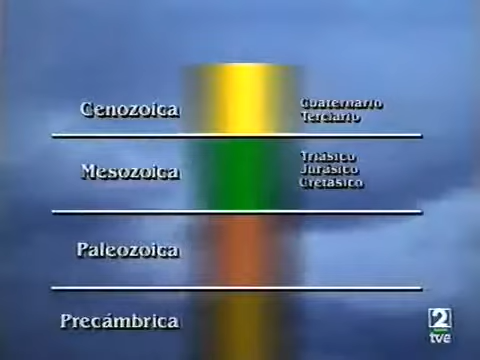 Cenozoica
Cuaternario
Terciario
Mesozoica
Triásico
Jurásico
Cretásico
Paleozoica
Precámbrica
2
tve